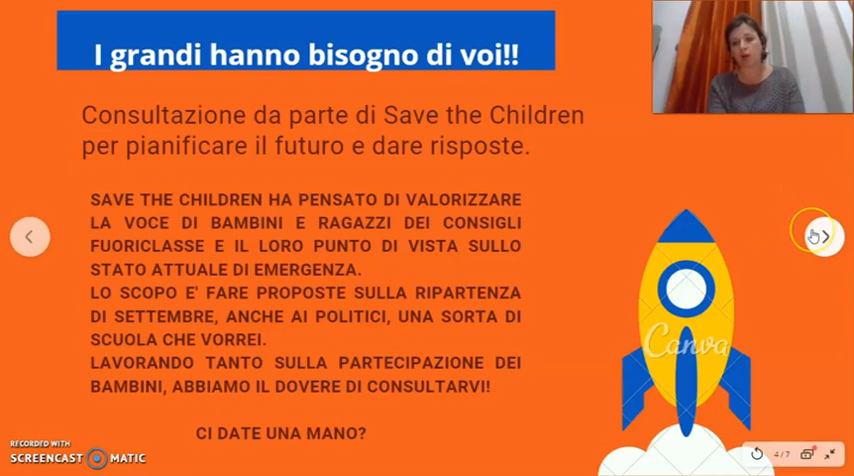 I grandi hanno bisogno di voi!!
Consultazione da parte di Save the Children
per pianificare il futuro e dare risposte.
SAVE THE CHILDREN HA PENSATO DI VALORIZZARE
LA VOCE DI BAMBINI E RAGAZZI DEI CONSIGLI
FUORICLASSE E IL LORO PUNTO DI VISTA SULLO
STATO ATTUALE DI EMERGENZA.
LO SCOPO E' FARE PROPOSTE SULLA RIPARTENZA
DI SETTEMBRE, ANCHE AI POLITICI, UNA SORTA DI
SCUOLA CHE VORREI.
LAVORANDO TANTO SULLA PARTECIPAZIONE DEI
BAMBINI, ABBIAMO IL DOVERE DI CONSULTARVI!
CI DATE UNA MANO?
Canva
RECORDED WITH
SCREENCAST MATIC
4/7